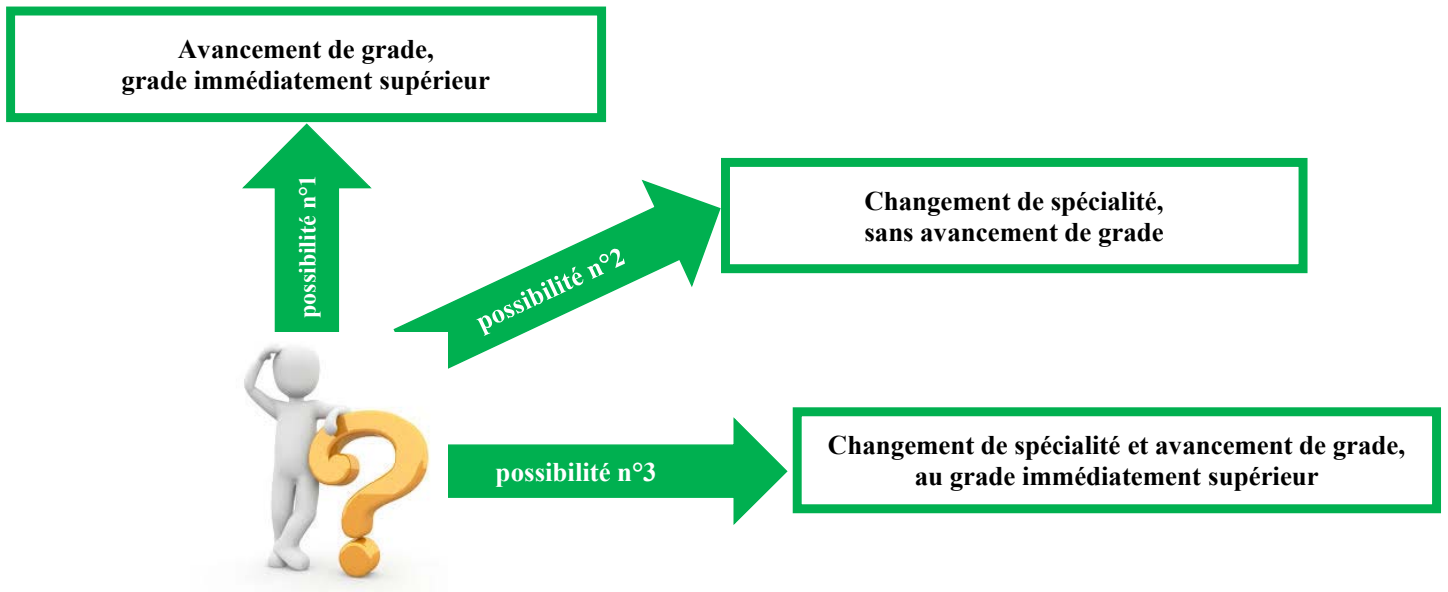 Avancement de grade,
grade immédiatement supérieur
possibilité n°1
Changement de spécialité,
sans avancement de grade
possibilité n°2
Changement de spécialité et avancement de grade,
au grade immédiatement supérieur
possibilité n°3